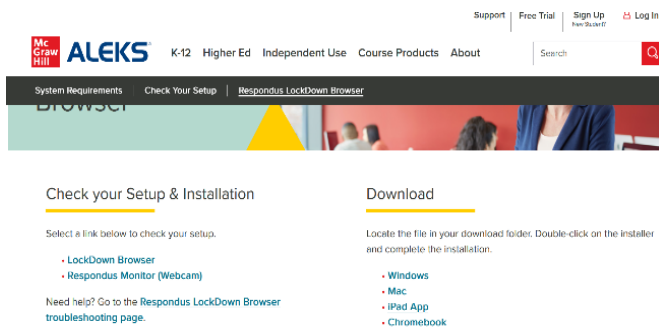 Support | Free Trial | Sign Up Log In
New Student?
Mc Graw Hill ALEKS K-12 Higher Ed Independent Use Course Products About Search
System Requirements Check Your Setup | Respondus LockDown Browser
Browser
Check your Setup & Installation
Select a link below to check your setup.
• LockDown Browser
• Respondus Monitor (Webcam)
Need help? Go to the Respondus LockDown Browser
troubleshooting page.
Download
Locate the file in your download folder. Double-click on the installer
and complete the installation.
• Windows
• Mac
• iPad App
• Chromebook